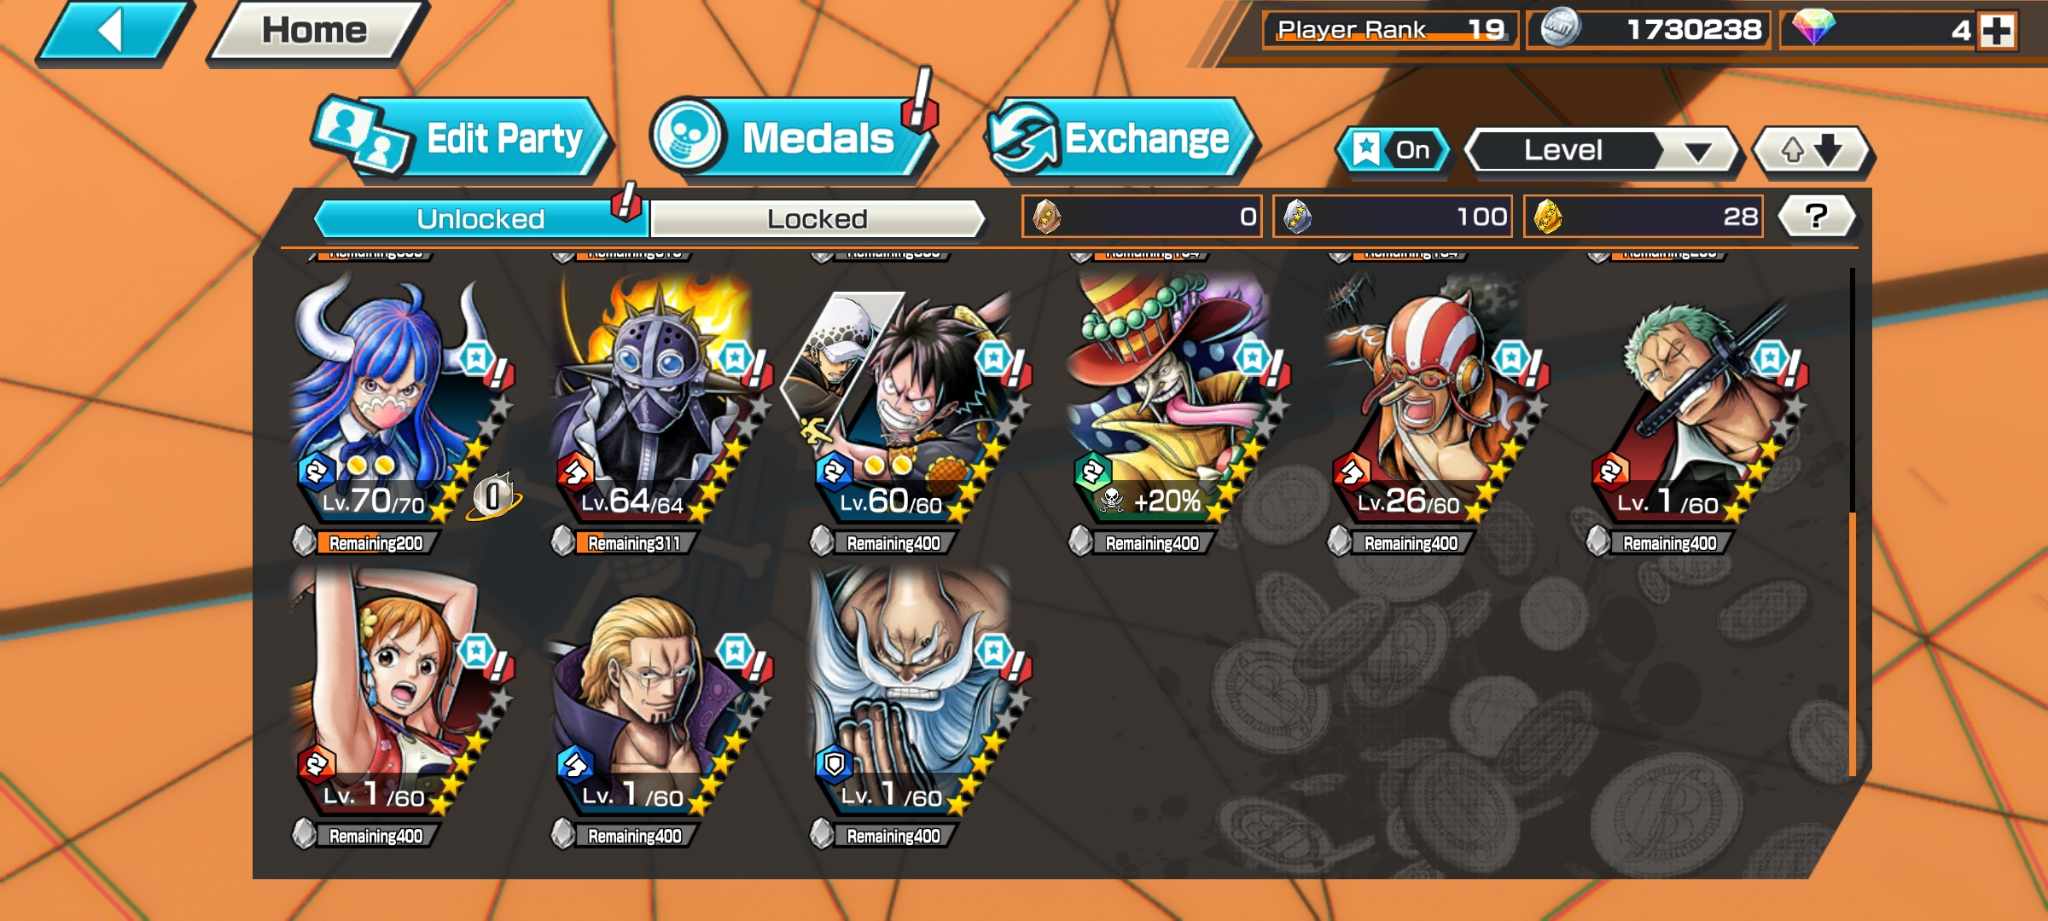 Home
Player Rank 19
1730238
4
Edit Party
Medals
Exchange
On
Level
Unlocked
Locked
0
100
28
?
Lv.70/70
Lv.64/64
Lv.60/60
+20%
Lv.26/60
Lv. 1 /60
Remaining200
Remaining311
Remaining400
Remaining400
Remaining400
Remaining400
Lv. 1 /60
Lv. 1 /60
Lv. 1 /60
Remaining400
Remaining400
Remaining400